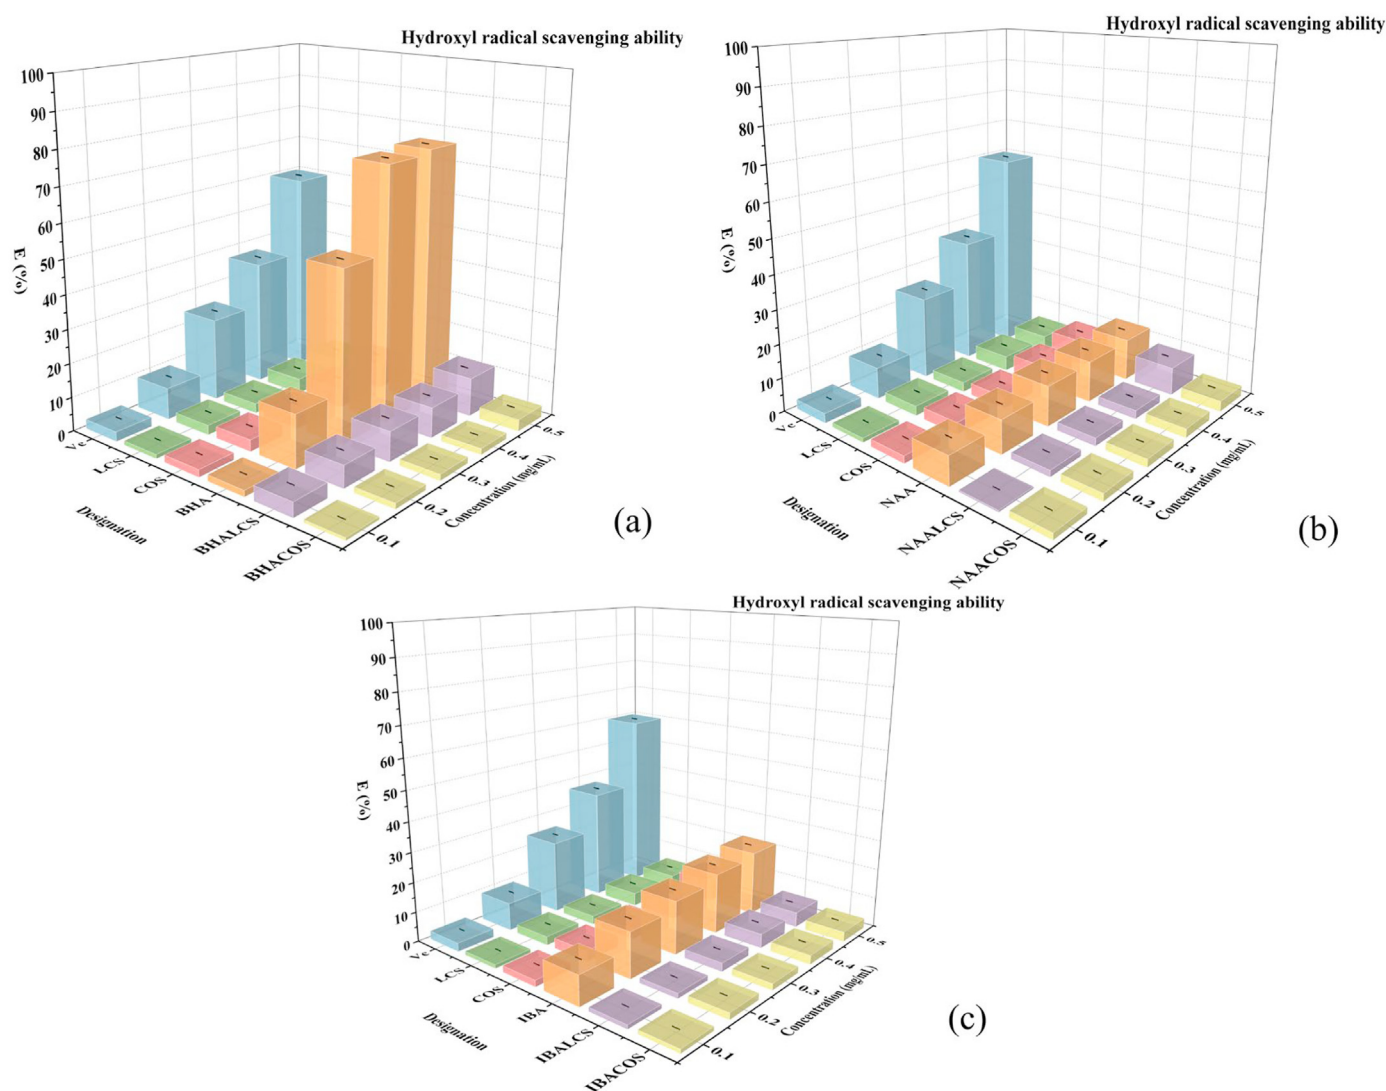 Hydroxyl radical scavenging ability
100
90
80
70
60
50
40
30
20
10
0
E (%)
Vc
LCS
COS
BHA
BHALCS
BHACOS
Designation
0.1
0.2
0.3
0.4
0.5
Concentration (mg/mL)
(a)
Hydroxyl radical scavenging ability
100
90
80
70
60
50
40
30
20
10
0
E (%)
Vc
LCS
COS
NAA
NAALCS
NAACOS
Designation
0.1
0.2
0.3
0.4
0.5
Concentration (mg/mL)
(b)
Hydroxyl radical scavenging ability
100
90
80
70
60
50
40
30
20
10
0
E (%)
Vc
LCS
COS
IBA
IBALCS
IBACOS
Designation
0.1
0.2
0.3
0.4
0.5
Concentration (mg/mL)
(c)